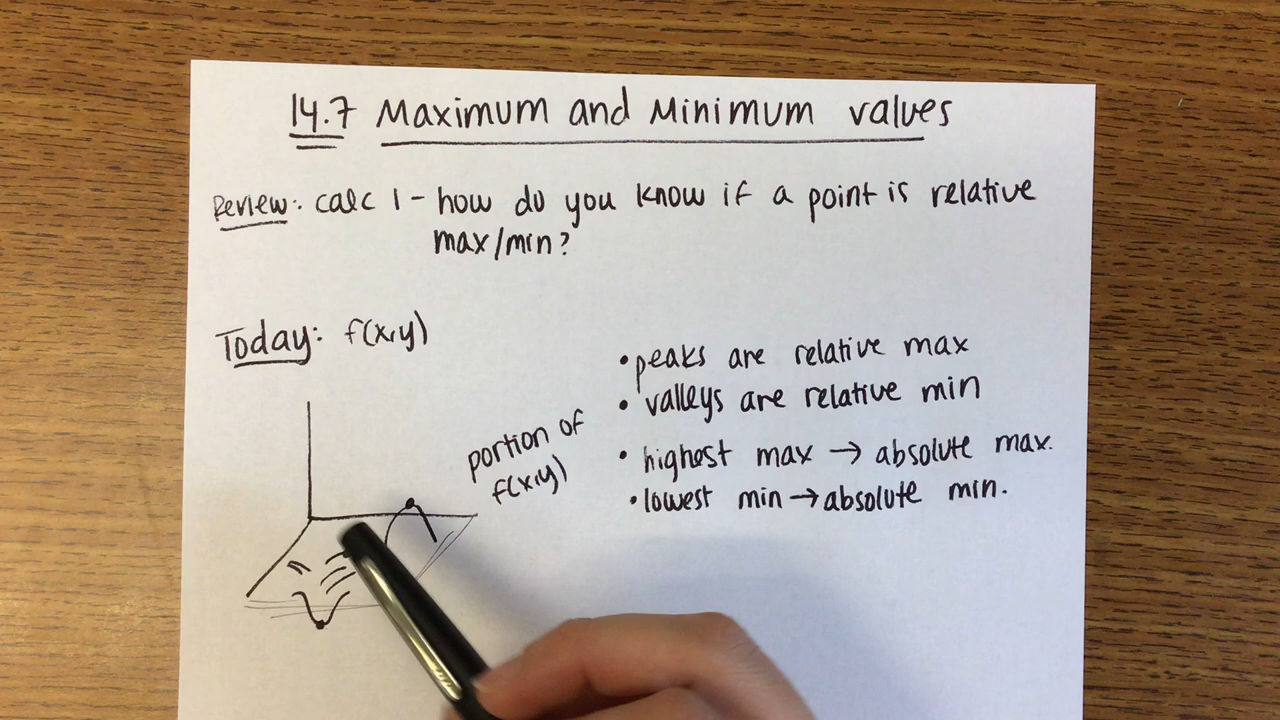 14.7 Maximum and Minimum values
Review: calc 1 - how do you know if a point is relative
max/min?
Today: f(x,y)
portion of
f(x,y)
• peaks are relative max
• valleys are relative min
• highest max → absolute max.
• lowest min → absolute min.